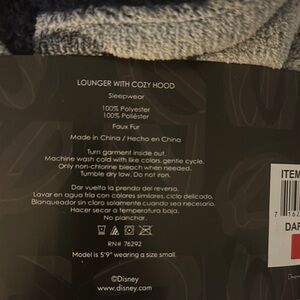 LOUNGER WITH COZY HOOD
Sleepwear
100% Polyester
100% Poliéster
Faux Fur
Made in China / Hecho en China
Turn garment inside out.
Machine wash cold with like colors, gentle cycle.
Only non-chlorine bleach when needed.
Tumble dry low. Do not iron.
Dar vuelta la prenda del reverso.
Lavar en agua frío con colores similares, ciclo delicado.
Blanqueador sin cloro solamente cuando sea necesario.
Hacer secar a temperatura baja.
No planchar.
RN# 76292
Model is 5'9" wearing a size small.
©Disney
www.disney.com
ITEM
7
DAR